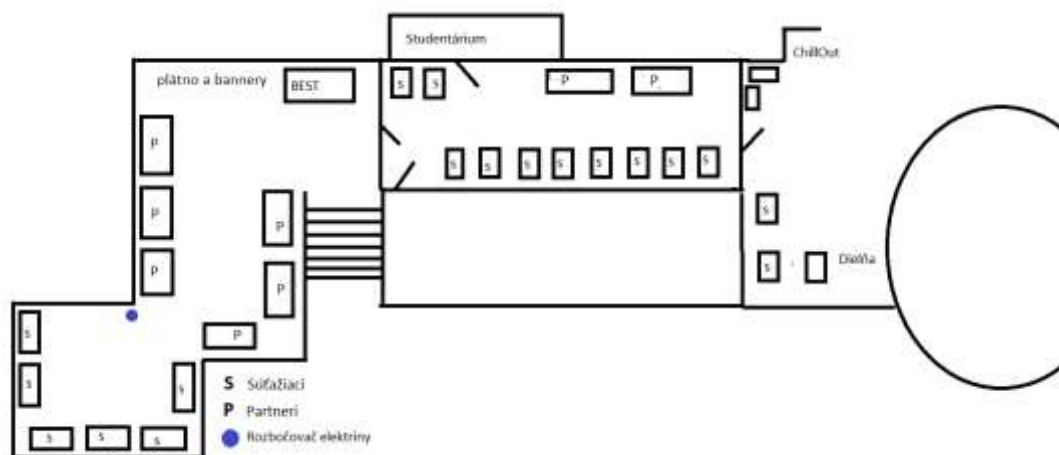 Studentárium
ChillOut
plátno a bannery
BEST
S
S
P
P
P
S
S
S
S
S
S
S
S
P
S
P
P
P
S
Dielňa
P
S
P
S
S
S
S
S
S Súťažiaci
P Partneri
Rozbočovač elektriny